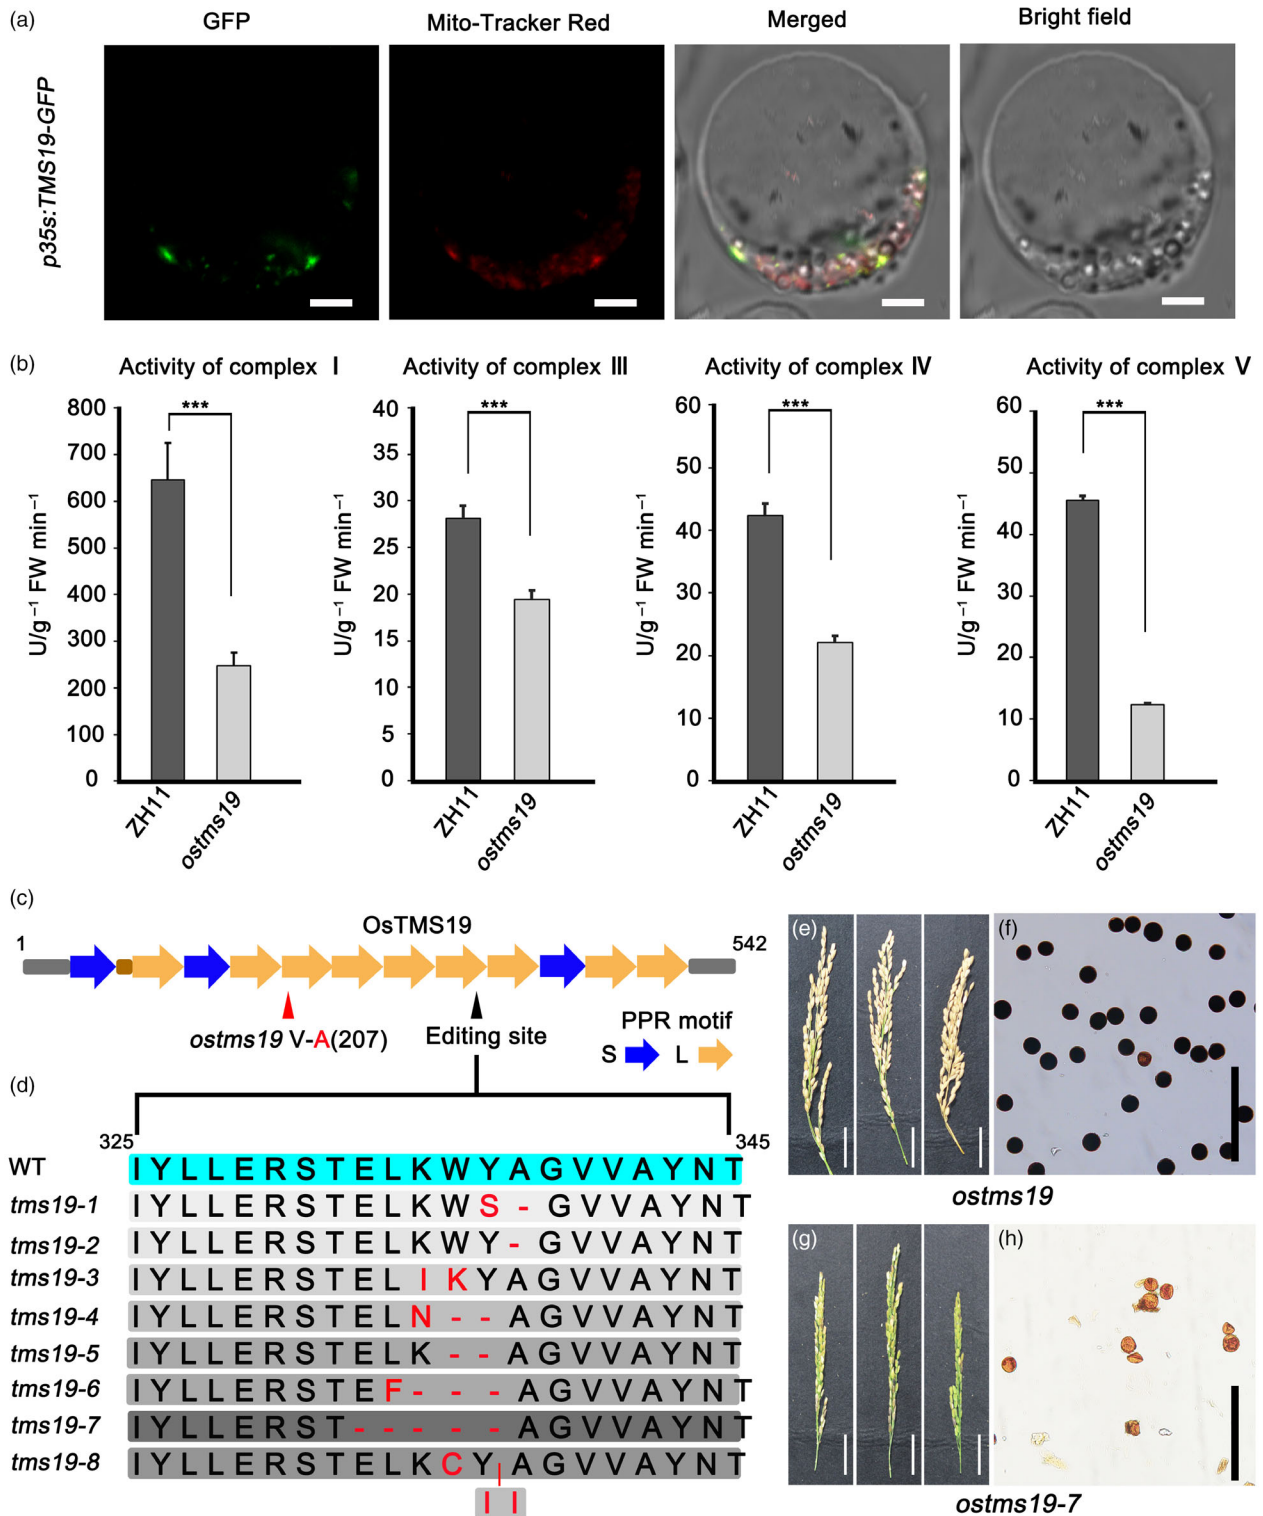 (a)
GFP
Mito-Tracker Red
Merged
Bright field
p35s:TMS19-GFP
(b)
Activity of complex I
U/g⁻¹ FW min⁻¹
800
700
600
500
400
300
200
100
0
***
ZH11
ostms19
Activity of complex III
U/g⁻¹ FW min⁻¹
40
35
30
25
20
15
10
5
0
***
ZH11
ostms19
Activity of complex IV
U/g⁻¹ FW min⁻¹
60
50
40
30
20
10
0
***
ZH11
ostms19
Activity of complex V
U/g⁻¹ FW min⁻¹
60
50
40
30
20
10
0
***
ZH11
ostms19
(c)
OsTMS19
1
542
ostms19 V-A(207)
Editing site
PPR motif
S
L
(d)
325
345
WT IYLLERSTELKWYAGVVAYNT
tms19-1 IYLLERSTELKWS-GVVAYNT
tms19-2 IYLLERSTELKWY-GVVAYNT
tms19-3 IYLLERSTELIKYAGVVAYNT
tms19-4 IYLLERSTELN--AGVVAYNT
tms19-5 IYLLERSTELK--AGVVAYNT
tms19-6 IYLLERSTEF---AGVVAYNT
tms19-7 IYLLERST-----AGVVAYNT
tms19-8 IYLLERSTELKCYAGVVAYNT
II
(e)
(f)
ostms19
(g)
(h)
ostms19-7